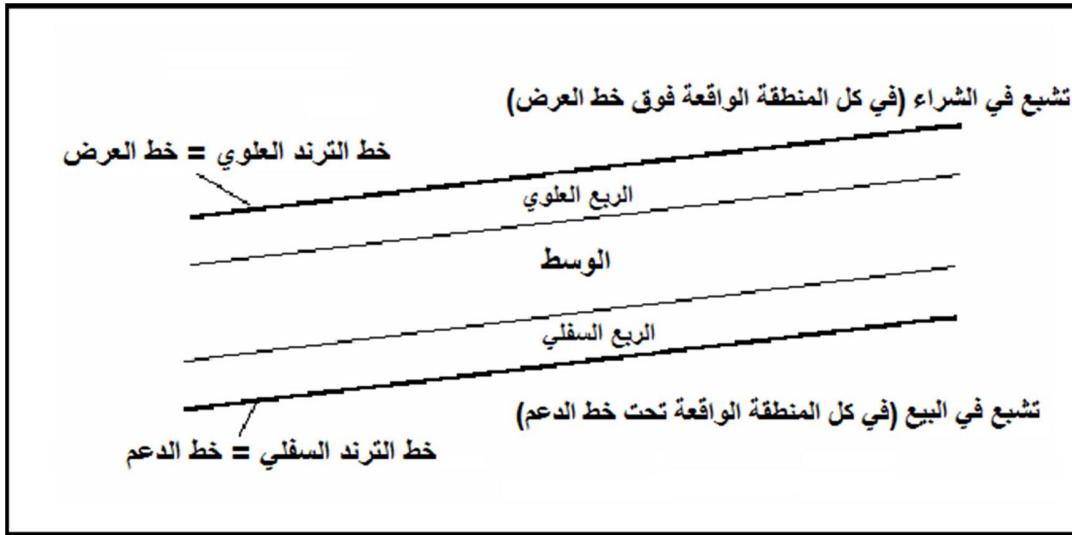 تشبع في الشراء (في كل المنطقة الواقعة فوق خط العرض)
خط الترند العلوي = خط العرض
الربع العلوي
الوسط
الربع السفلي
تشبع في البيع (في كل المنطقة الواقعة تحت خط الدعم)
خط الترند السفلي = خط الدعم